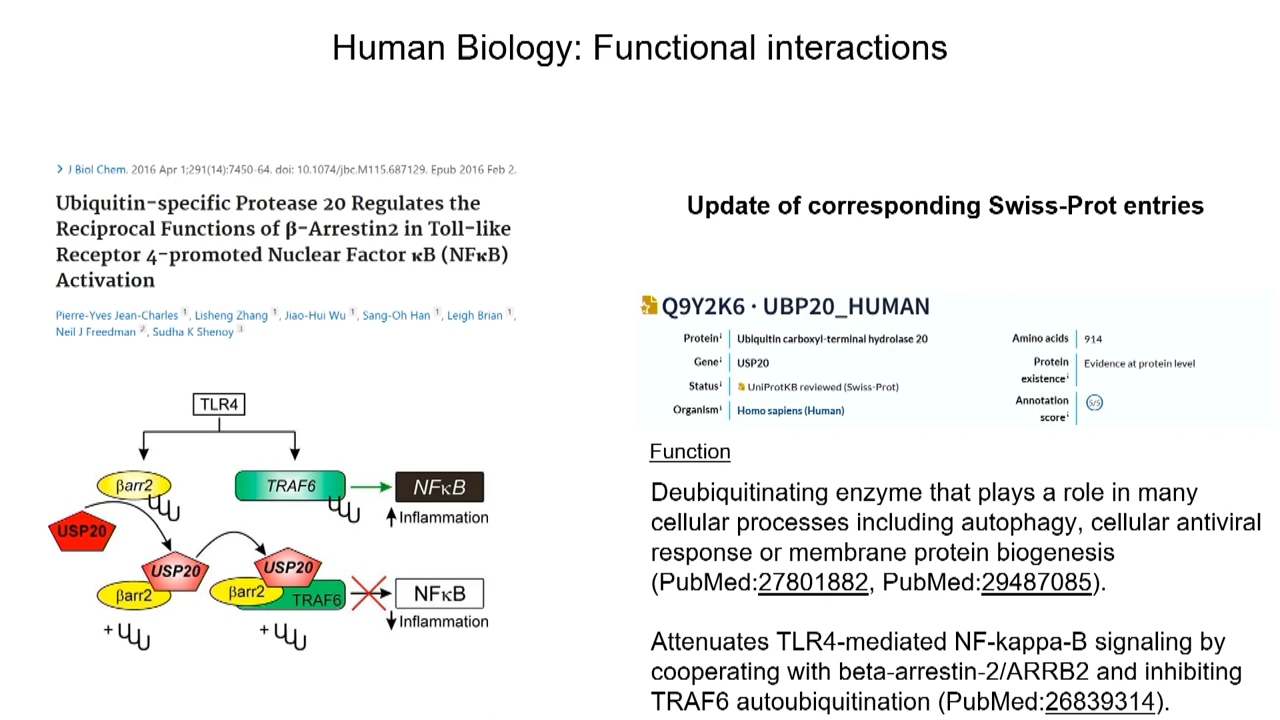 Human Biology: Functional interactions
> J Biol Chem. 2016 Apr 1;291(14):7450-64. doi: 10.1074/jbc.M115.687129. Epub 2016 Feb 2.
Ubiquitin-specific Protease 20 Regulates the
Reciprocal Functions of β-Arrestin2 in Toll-like
Receptor 4-promoted Nuclear Factor κB (NFκB)
Activation
Pierre-Yves Jean-Charles 1, Lisheng Zhang 1, Jiao-Hui Wu 1, Sang-Oh Han 1, Leigh Brian 1,
Neil J Freedman 2, Sudha K Shenoy 3
TLR4
βarr2
TRAF6
NFκB
Inflammation
USP20
USP20
USP20
βarr2
βarr2
TRAF6
NFκB
Inflammation
+
+
Update of corresponding Swiss-Prot entries
Q9Y2K6 · UBP20_HUMAN
Proteinⁱ Ubiquitin carboxyl-terminal hydrolase 20
Geneⁱ USP20
Statusⁱ UniProtKB reviewed (Swiss-Prot)
Organismⁱ Homo sapiens (Human)
Amino acids 914
Protein
existenceⁱ Evidence at protein level
Annotation
scoreⁱ 5/5
Function
Deubiquitinating enzyme that plays a role in many
cellular processes including autophagy, cellular antiviral
response or membrane protein biogenesis
(PubMed:27801882, PubMed:29487085).
Attenuates TLR4-mediated NF-kappa-B signaling by
cooperating with beta-arrestin-2/ARRB2 and inhibiting
TRAF6 autoubiquitination (PubMed:26839314).